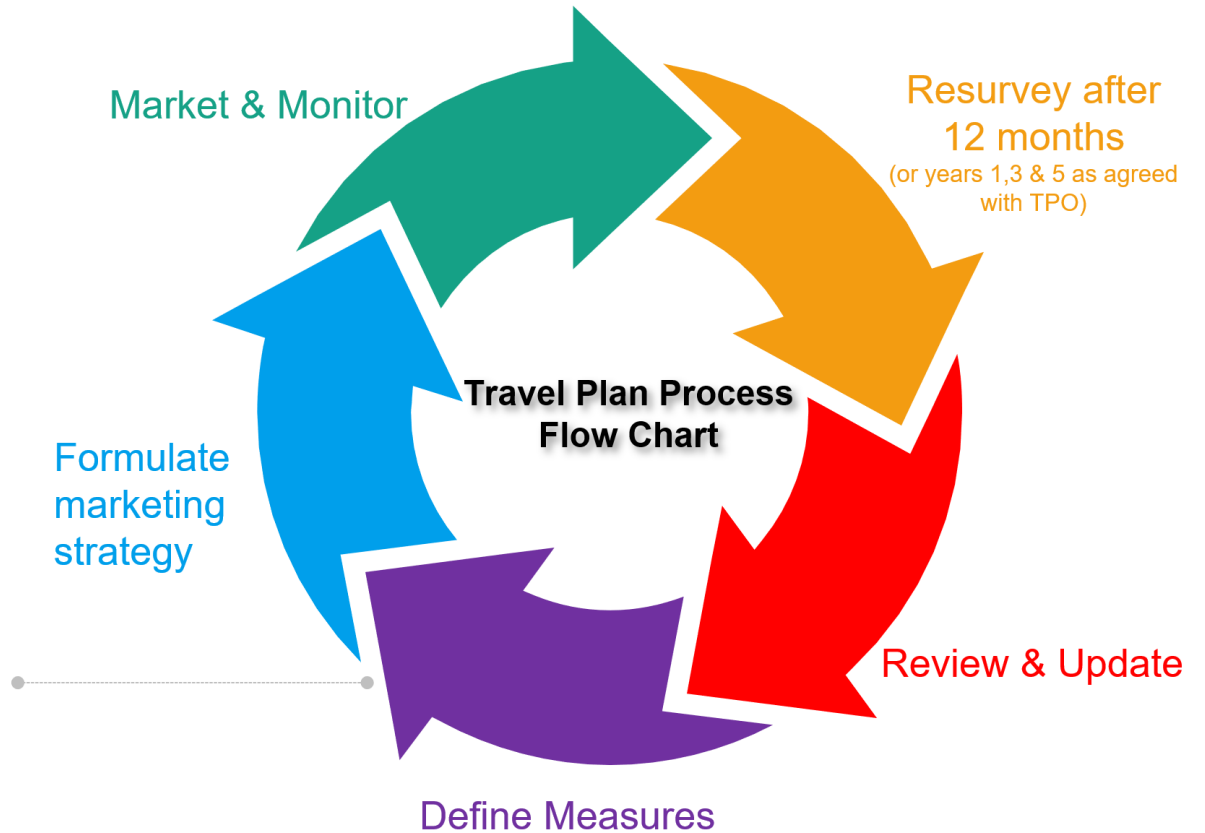 Market & Monitor
Resurvey after
12 months
(or years 1,3 & 5 as agreed
with TPO)
Travel Plan Process
Flow Chart
Formulate
marketing
strategy
Review & Update
Define Measures